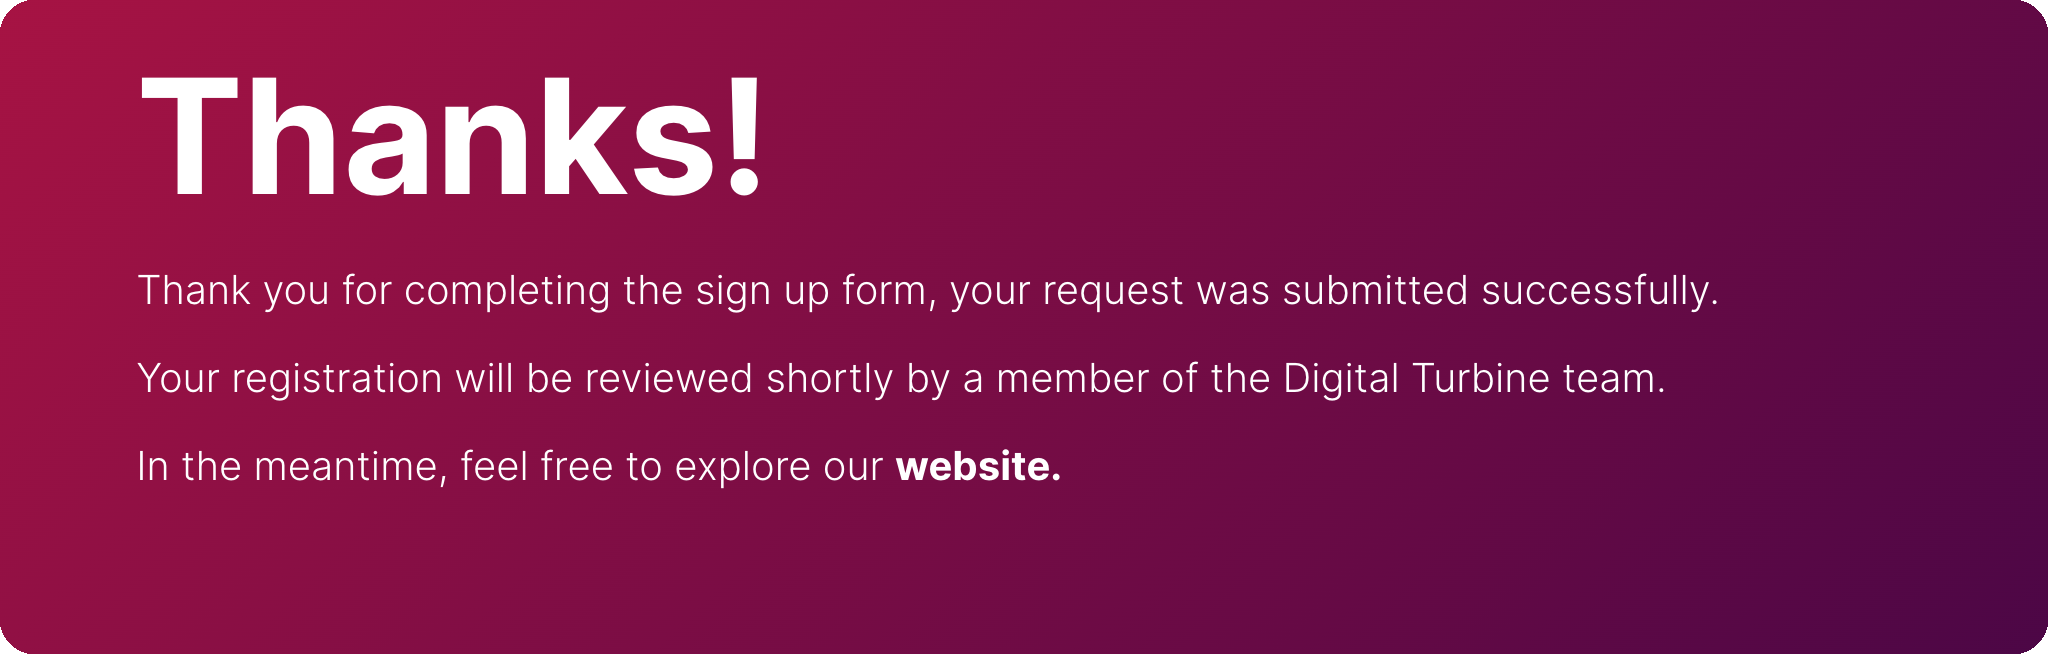 Thanks!
Thank you for completing the sign up form, your request was submitted successfully.
Your registration will be reviewed shortly by a member of the Digital Turbine team.
In the meantime, feel free to explore our website.